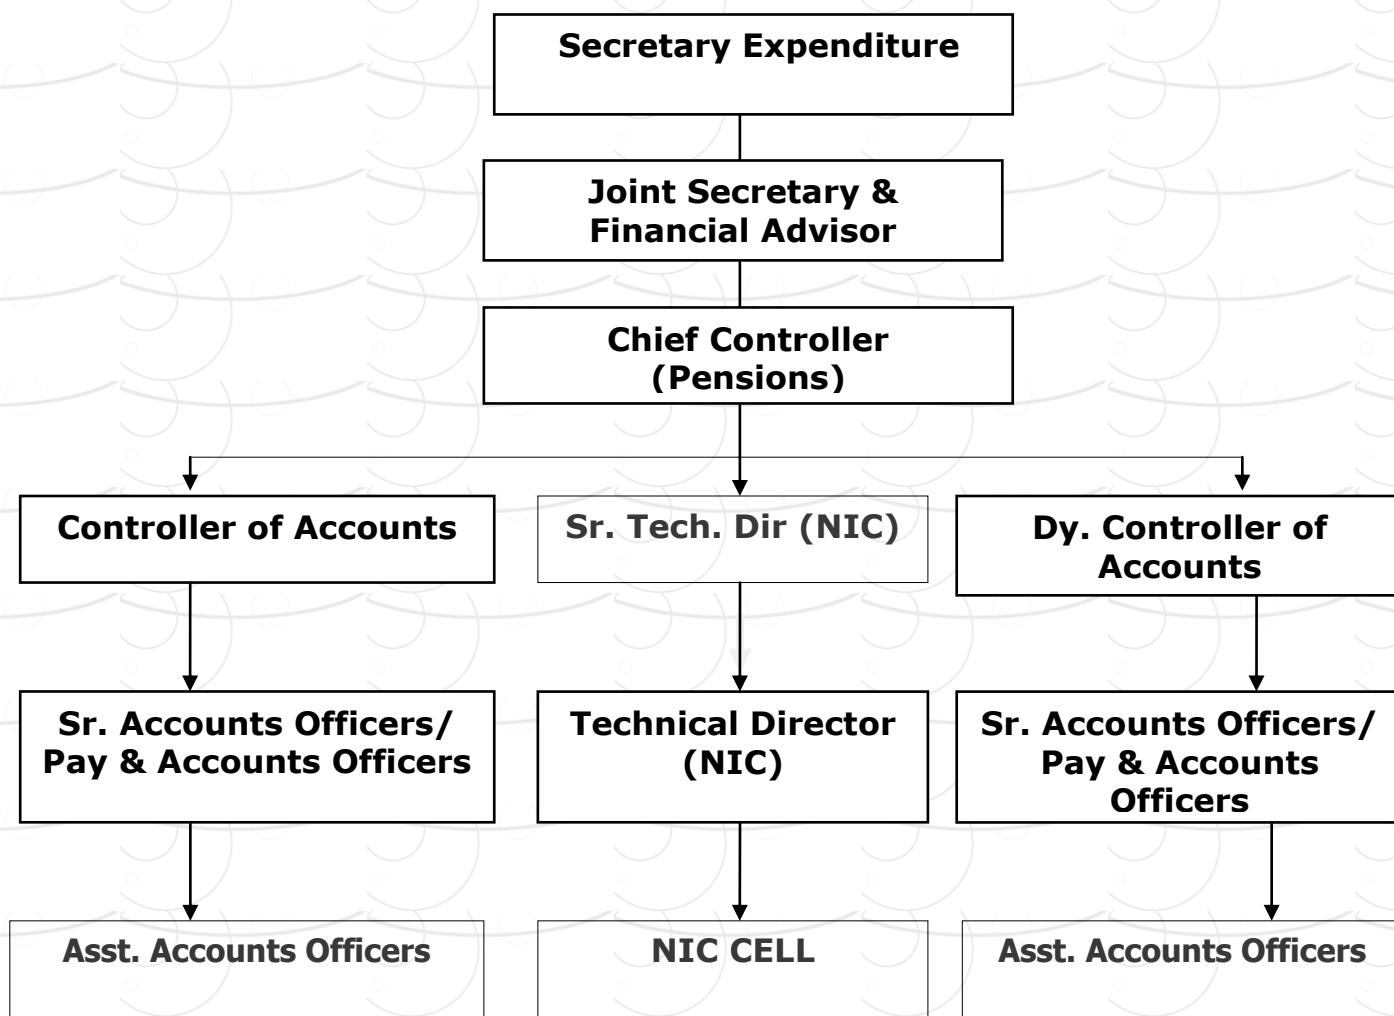 Secretary Expenditure
Joint Secretary &
Financial Advisor
Chief Controller
(Pensions)
Controller of Accounts
Sr. Tech. Dir (NIC)
Dy. Controller of
Accounts
Sr. Accounts Officers/
Pay & Accounts Officers
Technical Director
(NIC)
Sr. Accounts Officers/
Pay & Accounts
Officers
Asst. Accounts Officers
NIC CELL
Asst. Accounts Officers